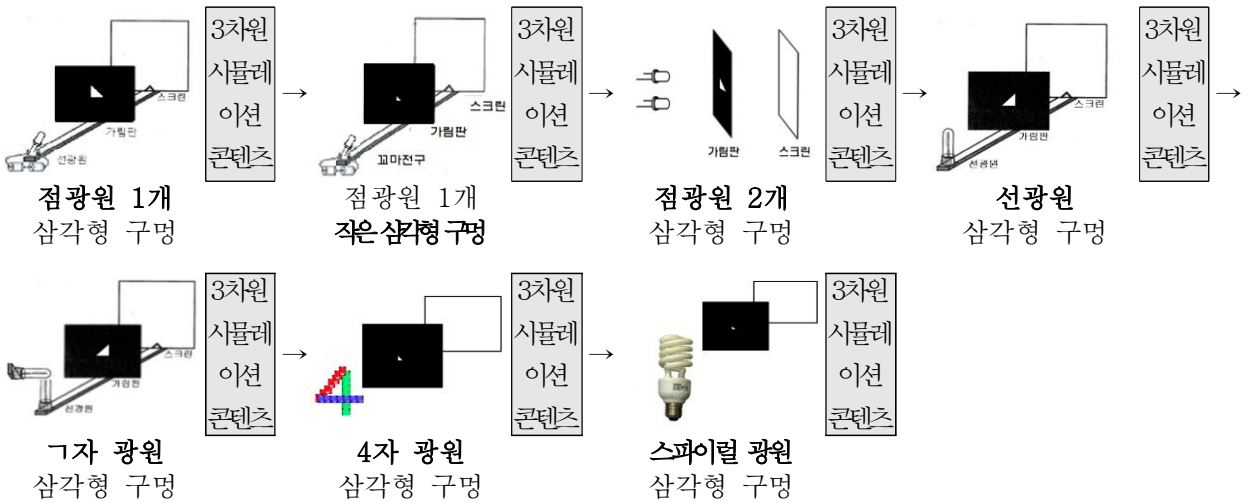 스크린
가림판
선광원
점광원 1개
삼각형 구멍
3차원
시뮬레
이션
콘텐츠
→
스크린
가림판
꼬마전구
점광원 1개
작은 삼각형 구멍
3차원
시뮬레
이션
콘텐츠
→
가림판
스크린
점광원 2개
삼각형 구멍
3차원
시뮬레
이션
콘텐츠
→
스크린
가림판
선광원
선광원
삼각형 구멍
3차원
시뮬레
이션
콘텐츠
→
스크린
가림판
선광원
ㄱ자 광원
삼각형 구멍
3차원
시뮬레
이션
콘텐츠
→
4
4자 광원
삼각형 구멍
3차원
시뮬레
이션
콘텐츠
→
스파이럴 광원
삼각형 구멍
3차원
시뮬레
이션
콘텐츠